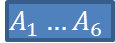 A₁ … A₆